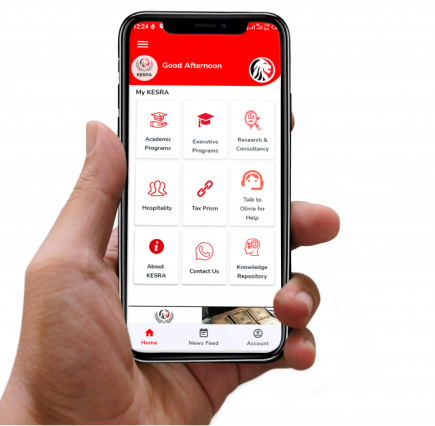 2:24
Good Afternoon
KESRA
My KESRA
Academic
Programs
Executive
Programs
Research &
Consultancy
Hospitality
Tax Prism
Talk to
Olivia for
Help
About
KESRA
Contact Us
Knowledge
Repository
Home
News Feed
Account